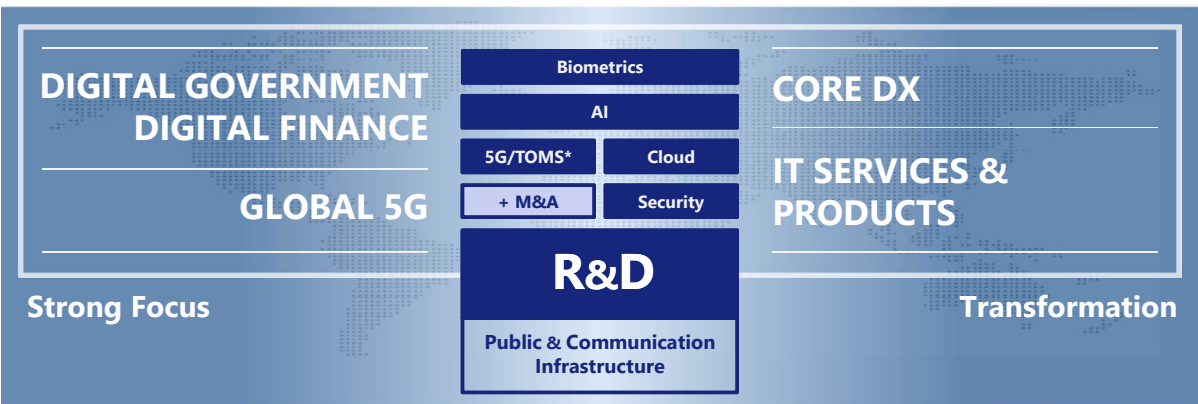 DIGITAL GOVERNMENT
DIGITAL FINANCE
GLOBAL 5G
Strong Focus
Biometrics
AI
5G/TOMS*
Cloud
+ M&A
Security
R&D
Public & Communication
Infrastructure
CORE DX
IT SERVICES &
PRODUCTS
Transformation